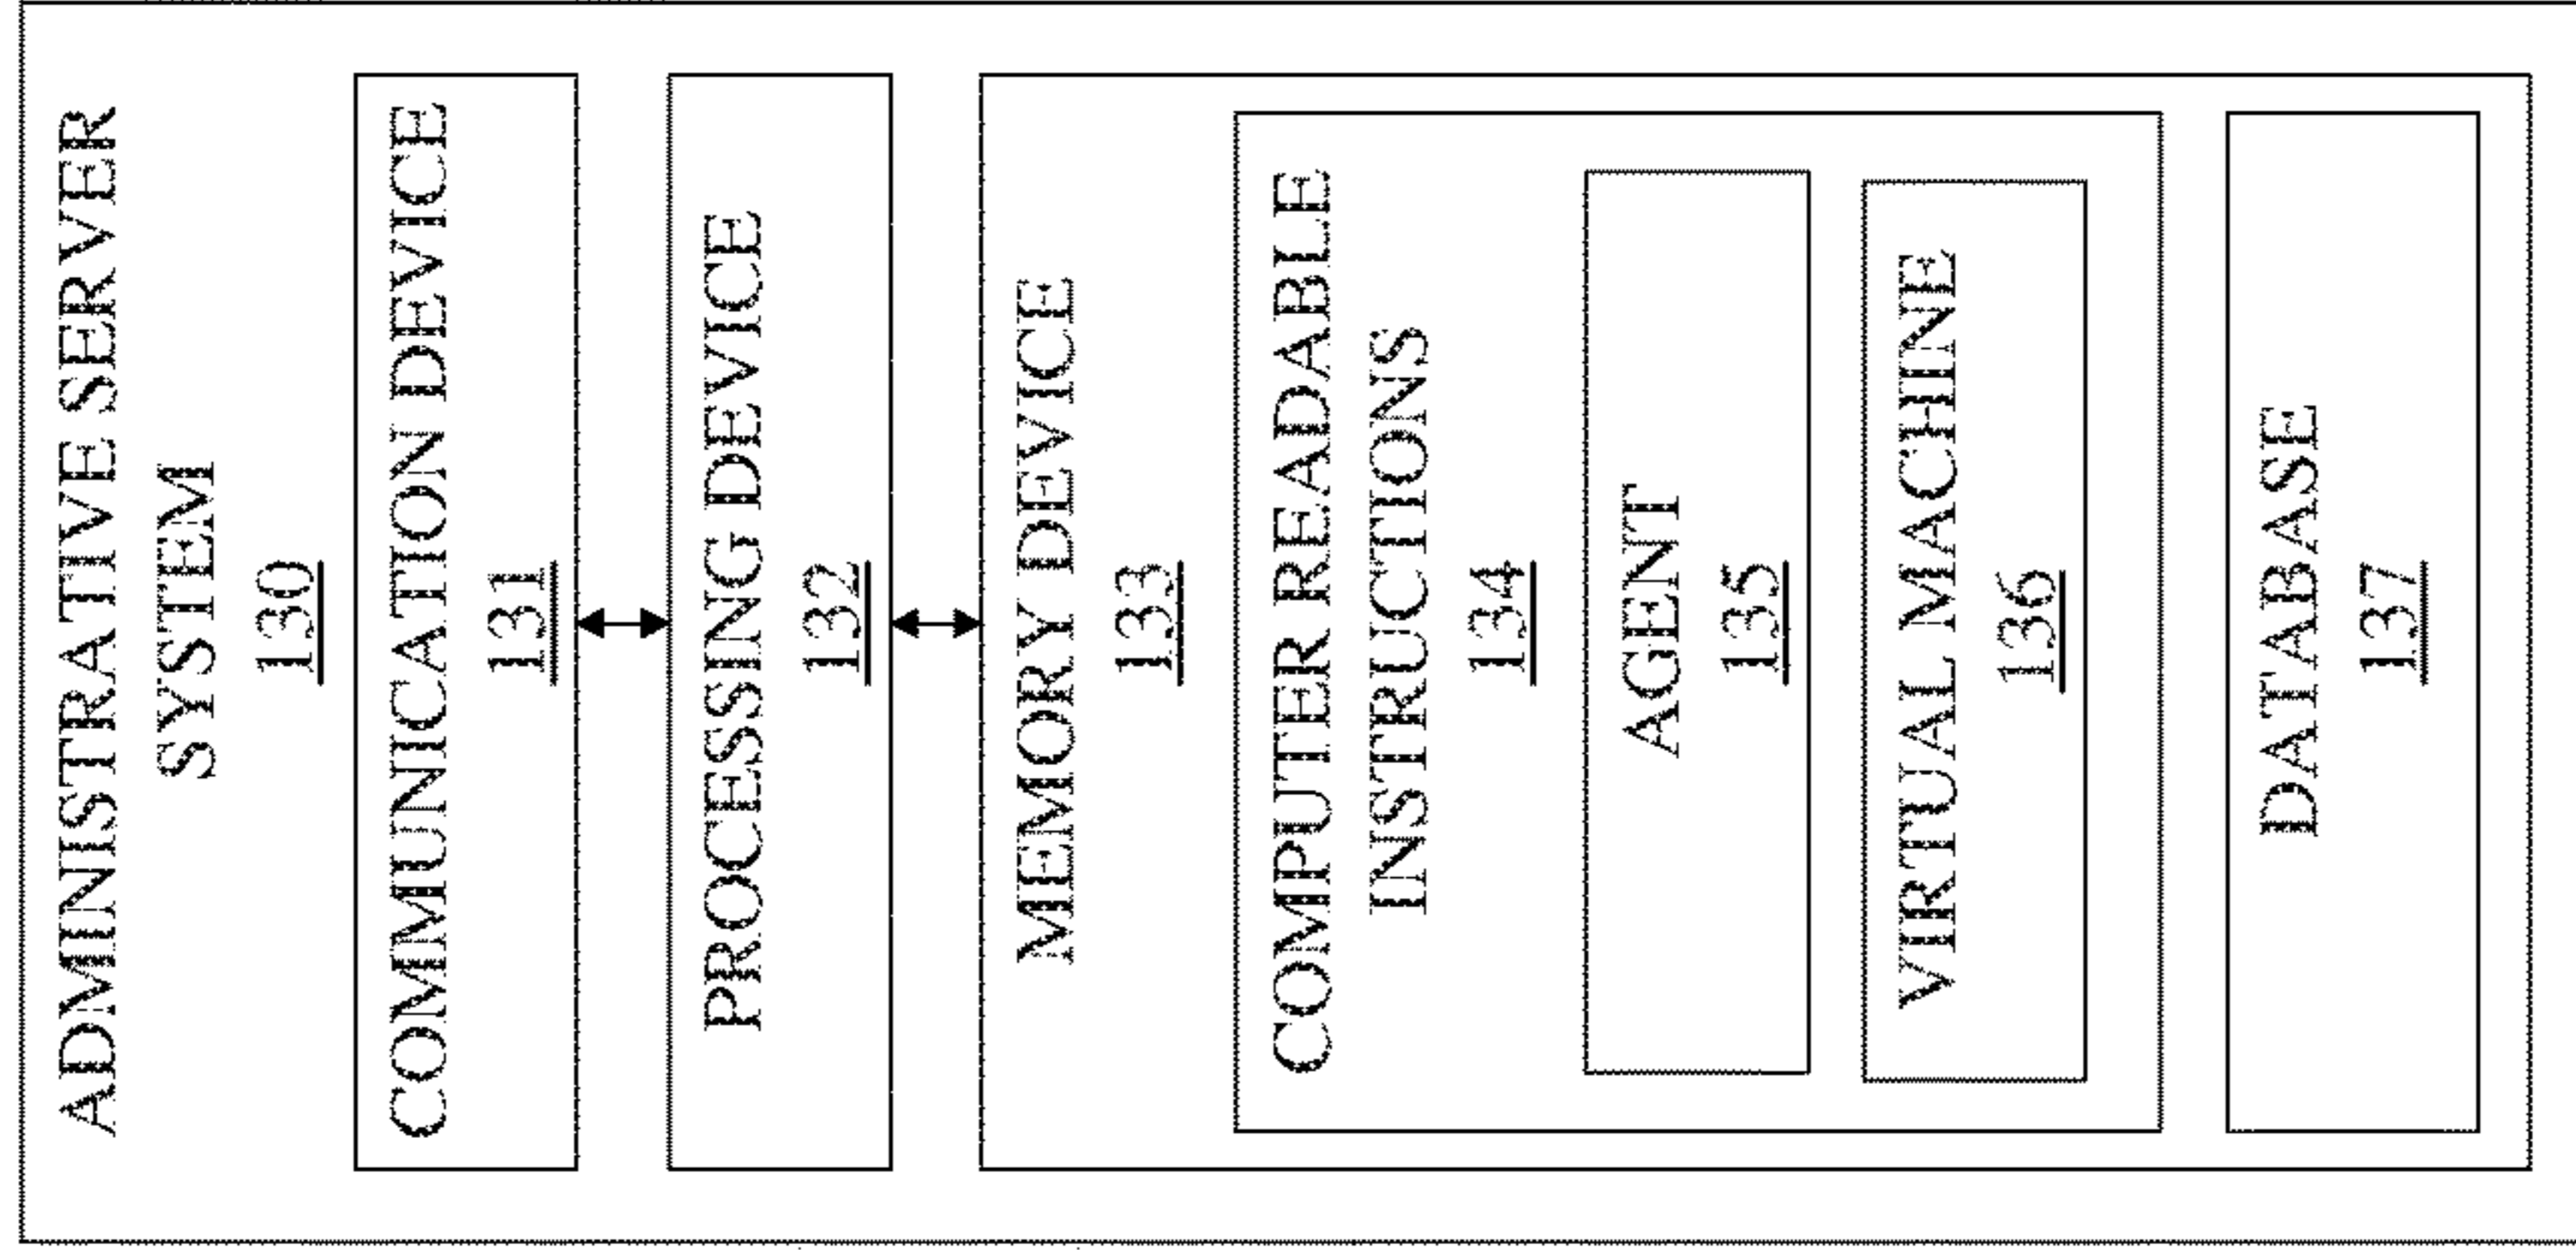 ADMINISTRATIVE SERVER
SYSTEM
130
COMMUNICATION DEVICE
131
PROCESSING DEVICE
132
MEMORY DEVICE
133
COMPUTER READABLE
INSTRUCTIONS
134
AGENT
135
VIRTUAL MACHINE
136
DATABASE
137